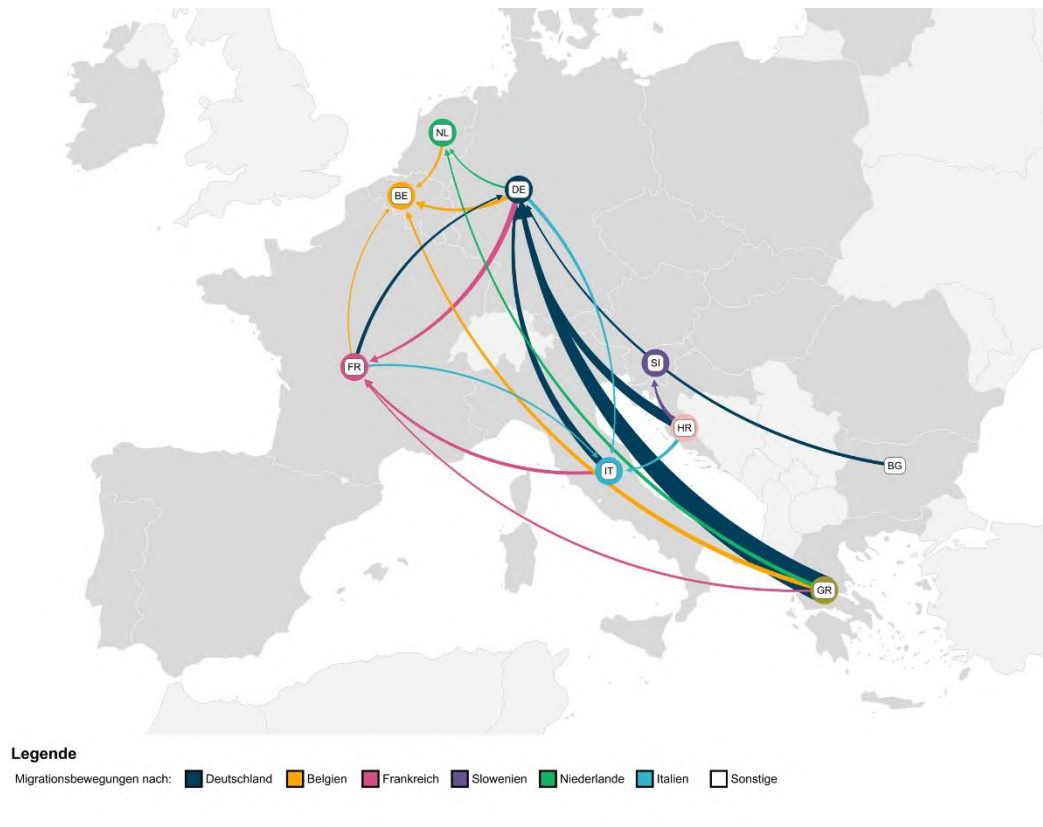 NL
BE
DE
FR
SI
HR
IT
BG
GR
Legende
Migrationsbewegungen nach: Deutschland Belgien Frankreich Slowenien Niederlande Italien Sonstige